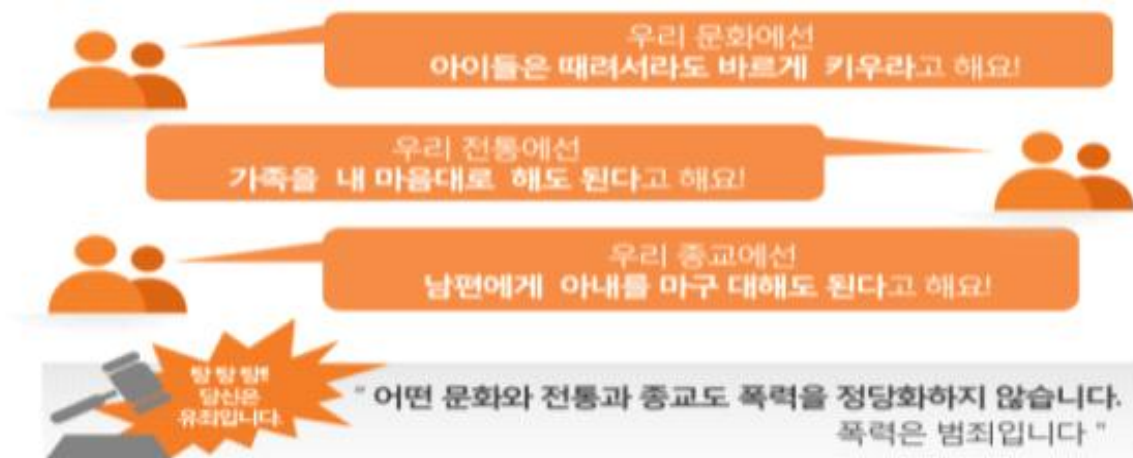 우리 문화에선
아이들은 때려서라도 바르게 키우라고 해요!
우리 전통에선
가족을 내 마음대로 해도 된다고 해요!
우리 종교에선
남편에게 아내를 마구 대해도 된다고 해요!
탕 탕 탕!!
당신은
유죄입니다.
" 어떤 문화와 전통과 종교도 폭력을 정당화하지 않습니다.
폭력은 범죄입니다 "